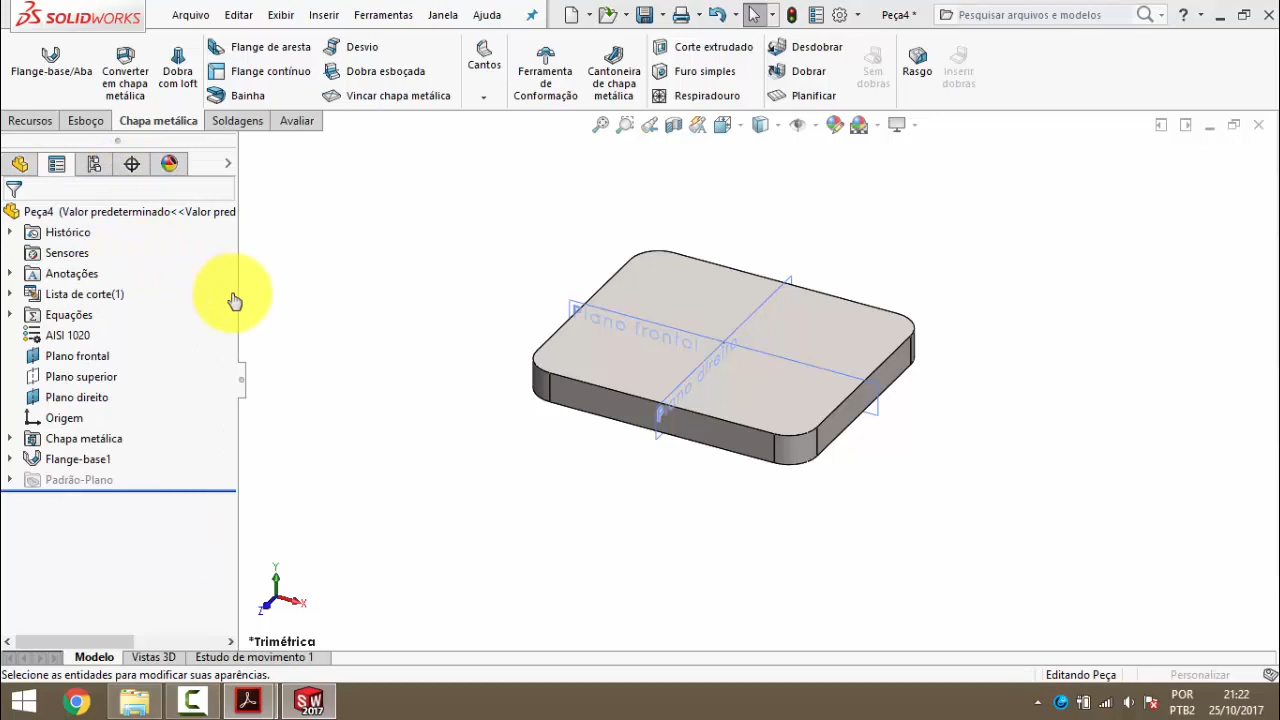 SOLIDWORKS
Arquivo Editar Exibir Inserir Ferramentas Janela Ajuda
Peça4 *
Pesquisar arquivos e modelos
?
Flange-base/Aba
Converter em chapa metálica
Dobra com loft
Flange de aresta
Flange contínuo
Bainha
Desvio
Dobra esboçada
Vincar chapa metálica
Cantos
Ferramenta de Conformação
Cantoneira de chapa metálica
Corte extrudado
Furo simples
Respiradouro
Desdobrar
Dobrar
Planificar
Sem dobras
Rasgo
Inserir dobras
Recursos Esboço Chapa metálica Soldagens Avaliar
Peça4 (Valor predeterminado<<Valor pred
Histórico
Sensores
Anotações
Lista de corte(1)
Equações
AISI 1020
Plano frontal
Plano superior
Plano direito
Origem
Chapa metálica
Flange-base1
Padrão-Plano
Plano frontal
Plano direito
Y
X
Z
*Trimétrica
Modelo Vistas 3D Estudo de movimento 1
Selecione as entidades para modificar suas aparências.
Editando Peça
Personalizar
SW
2017
POR
PTB2
21:22
25/10/2017